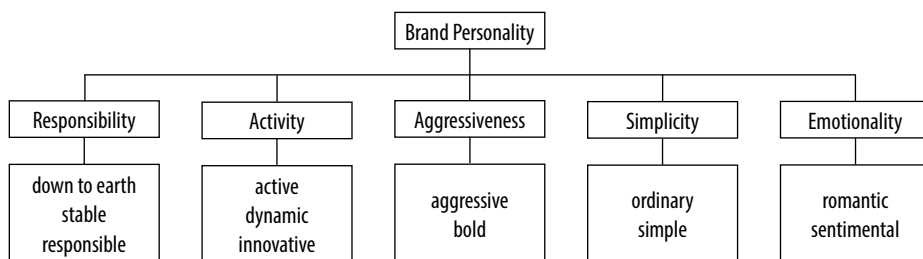 Brand Personality
Responsibility
Activity
Aggressiveness
Simplicity
Emotionality
down to earth
stable
responsible
active
dynamic
innovative
aggressive
bold
ordinary
simple
romantic
sentimental